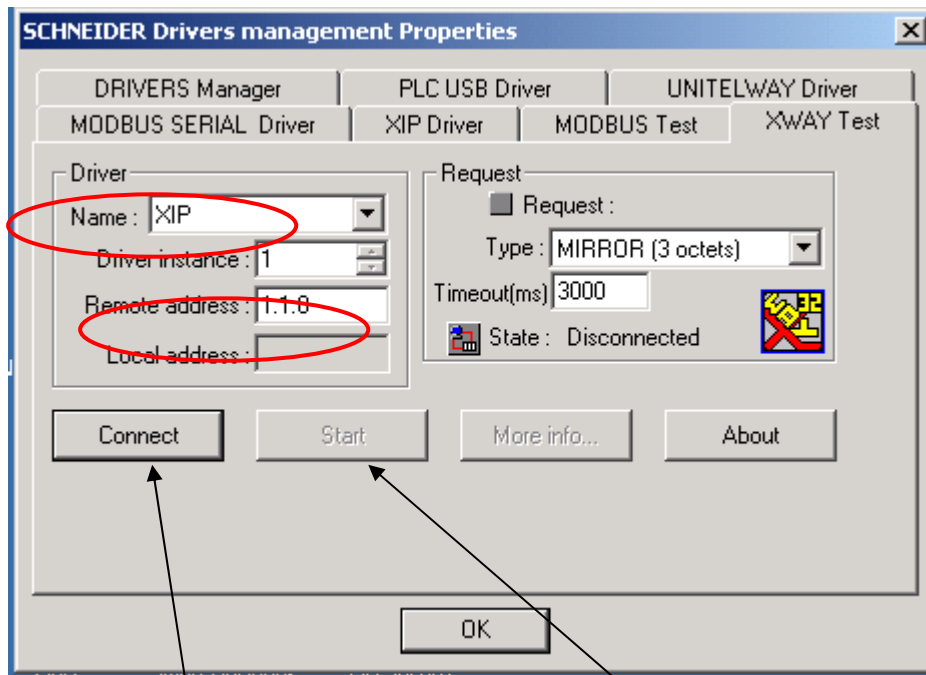 SCHNEIDER Drivers management Properties
DRIVERS Manager PLC USB Driver UNITELWAY Driver
MODBUS SERIAL Driver XIP Driver MODBUS Test XWAY Test
Driver
Name : XIP
Driver instance : 1
Remote address : 1.1.0
Local address :
Request
Request :
Type : MIRROR (3 octets)
Timeout(ms) 3000
State : Disconnected
32
Connect Start More info... About
OK